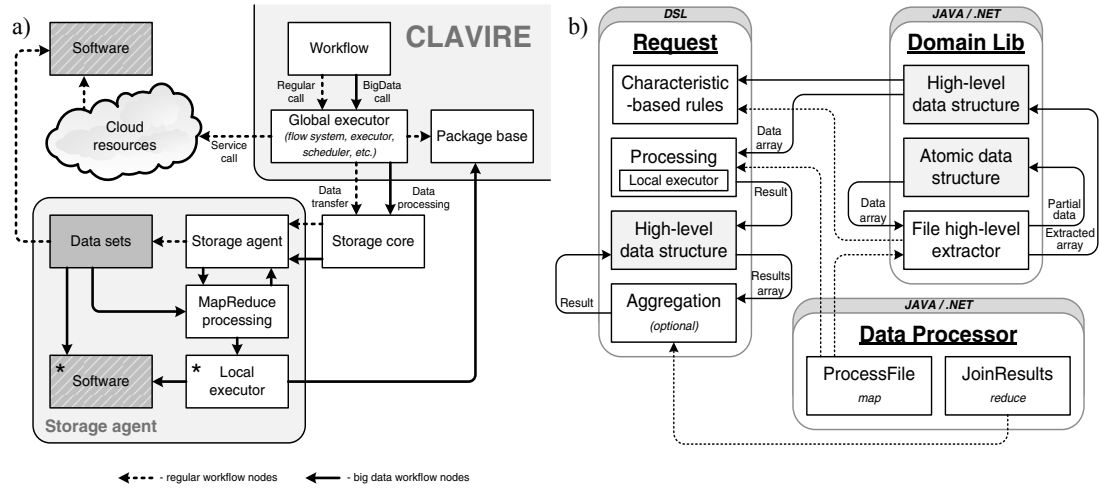 a)
Software
Cloud
resources
Service
call
CLAVIRE
Workflow
Regular
call
BigData
call
Global executor
(flow system, executor,
scheduler, etc.)
Package base
Data
transfer
Data
processing
Data sets
Storage agent
Storage core
MapReduce
processing
*
Software
*
Local
executor
Storage agent
- regular workflow nodes
- big data workflow nodes
b)
DSL
Request
Characteristic
-based rules
Processing
Local executor
High-level
data structure
Aggregation
(optional)
Data
array
Result
Results
array
Result
JAVA / .NET
Domain Lib
High-level
data structure
Atomic data
structure
File high-level
extractor
Data
array
Partial
data
Extracted
array
JAVA / .NET
Data Processor
ProcessFile
map
JoinResults
reduce